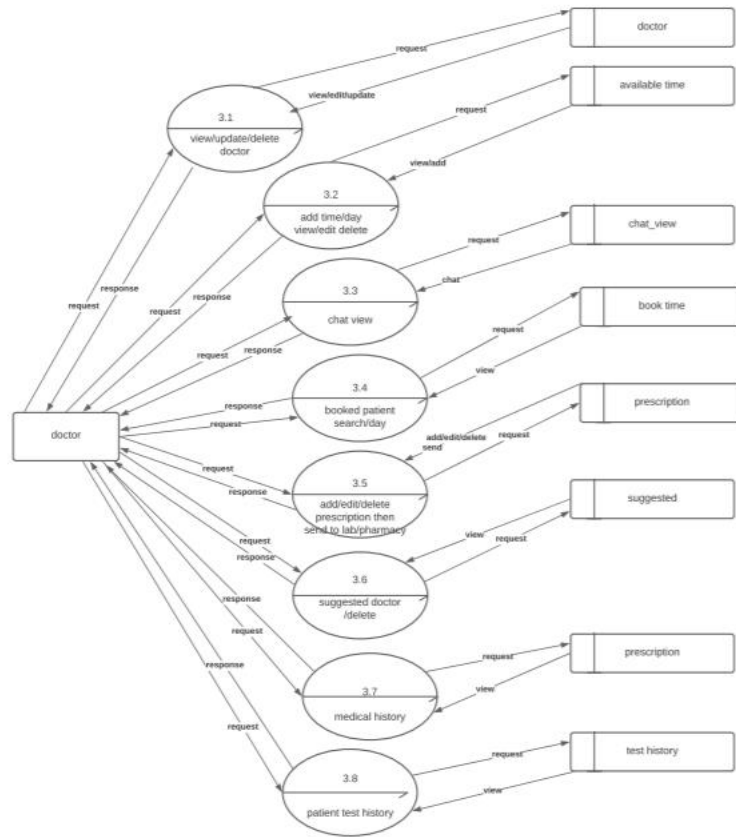 doctor
request
view/edit/update
3.1
view/update/delete
doctor
available time
request
view/add
3.2
add time/day
view/edit delete
request
response
chat_view
request
chat
3.3
chat view
request
response
book time
request
view
3.4
booked patient
search/day
request
response
response
request
doctor
prescription
add/edit/delete
send
request
3.5
add/edit/delete
prescription then
send to lab/pharmacy
request
response
suggested
view
request
3.6
suggested doctor
/delete
request
response
prescription
request
view
3.7
medical history
response
request
test history
request
view
3.8
patient test history
response
request
request
response